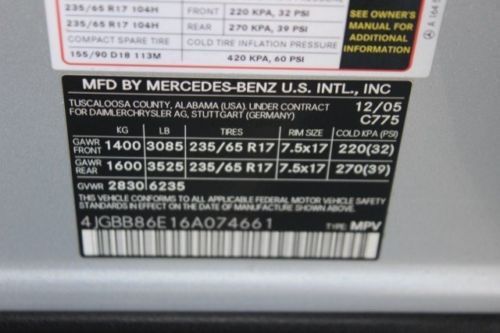 235/65 R17 104H FRONT 220 KPA, 32 PSI
235/65 R17 104H REAR 270 KPA, 39 PSI
COMPACT SPARE TIRE COLD TIRE INFLATION PRESSURE
155/90 D18 113M 420 KPA, 60 PSI
SEE OWNER'S
MANUAL FOR
ADDITIONAL
A 164
MFD BY MERCEDES-BENZ U.S. INTL., INC
TUSCALOOSA COUNTY, ALABAMA (USA). UNDER CONTRACT 12/05
FOR DAIMLERCHRYSLER AG, STUTTGART (GERMANY) C775
KG LB TIRES RIM SIZE COLD KPA (PSI)
GAWR FRONT 1400 3085 235/65 R17 7.5x17 220(32)
GAWR REAR 1600 3525 235/65 R17 7.5x17 270(39)
GVWR 2830 6235
THIS VEHICLE CONFORMS TO ALL APPLICABLE FEDERAL MOTOR VEHICLE
SAFETY STANDARDS IN EFFECT ON THE DATE OF MANUFACTURE SHOWN ABOVE.
4JGBB86E16A074661 TYPE: MPV